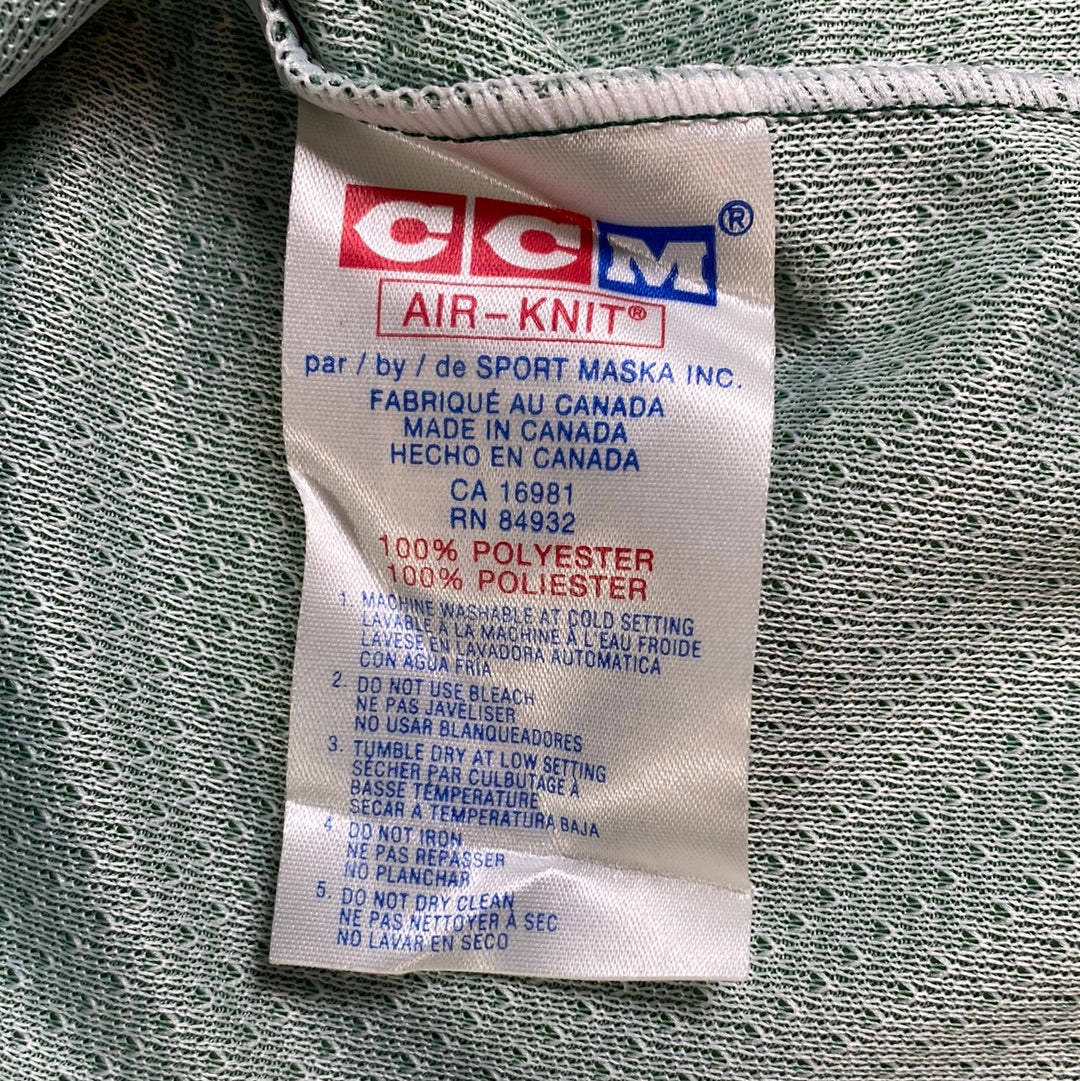 CCM®
AIR-KNIT®
par / by / de SPORT MASKA INC.
FABRIQUÉ AU CANADA
MADE IN CANADA
HECHO EN CANADA
CA 16981
RN 84932
100% POLYESTER
100% POLIESTER
1. MACHINE WASHABLE AT COLD SETTING
LAVABLE À LA MACHINE À L'EAU FROIDE
LAVESE EN LAVADORA AUTOMATICA
CON AGUA FRIA
2. DO NOT USE BLEACH
NE PAS JAVELISER
NO USAR BLANQUEADORES
3. TUMBLE DRY AT LOW SETTING
SÉCHER PAR CULBUTAGE À
BASSE TEMPÉRATURE
SECAR A TEMPERATURA BAJA
4. DO NOT IRON
NE PAS REPASSER
NO PLANCHAR
5. DO NOT DRY CLEAN
NE PAS NETTOYER À SEC
NO LAVAR EN SECO